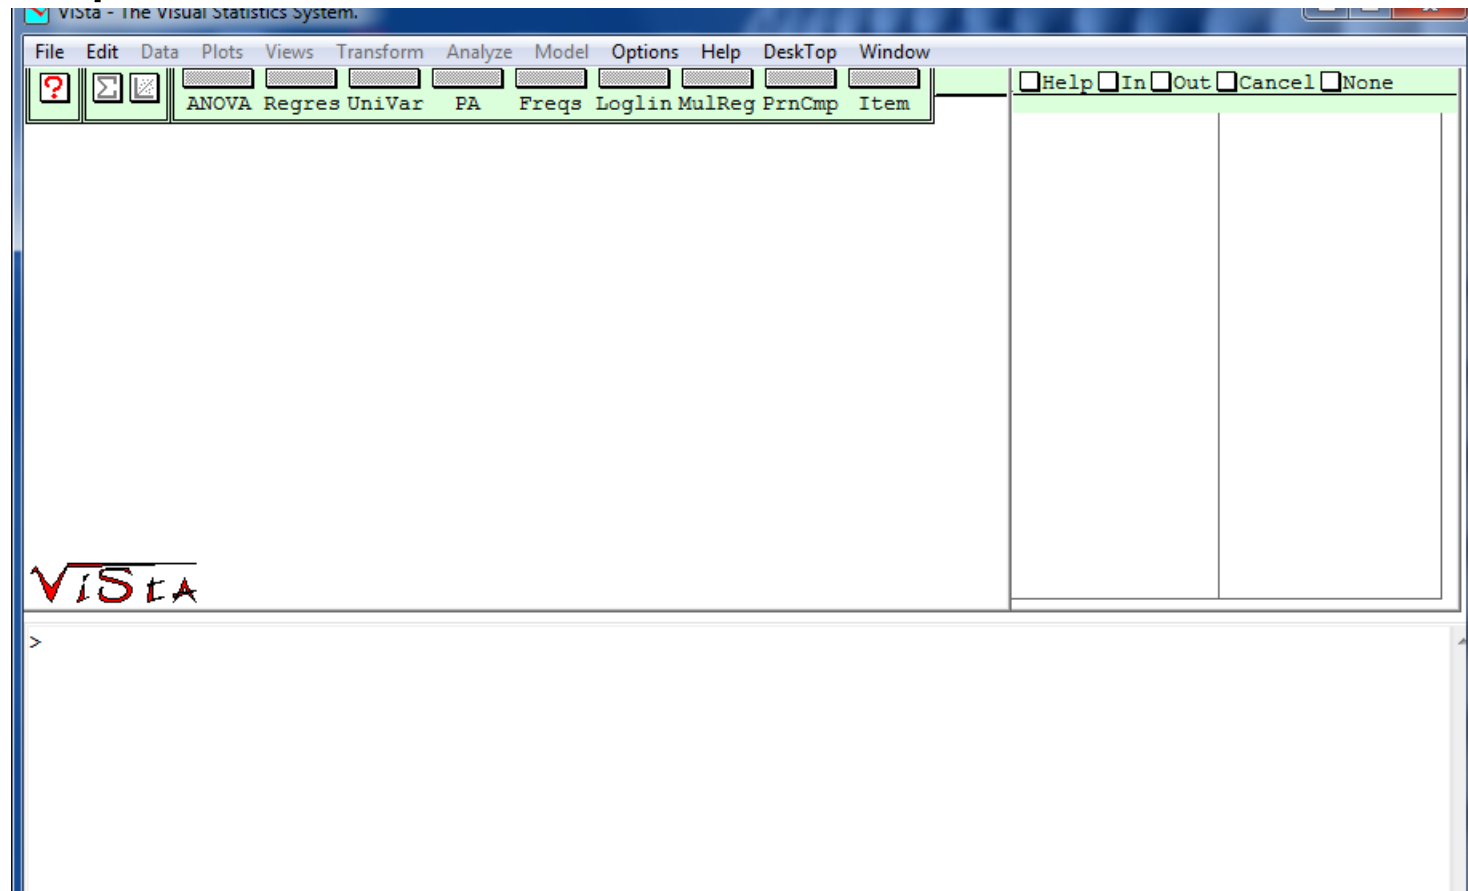 ViSta - The Visual Statistics System.
File Edit Data Plots Views Transform Analyze Model Options Help DeskTop Window
? Σ
ANOVA Regres UniVar PA Freqs Loglin MulReg PrnCmp Item
Help In Out Cancel None
ViSta
>